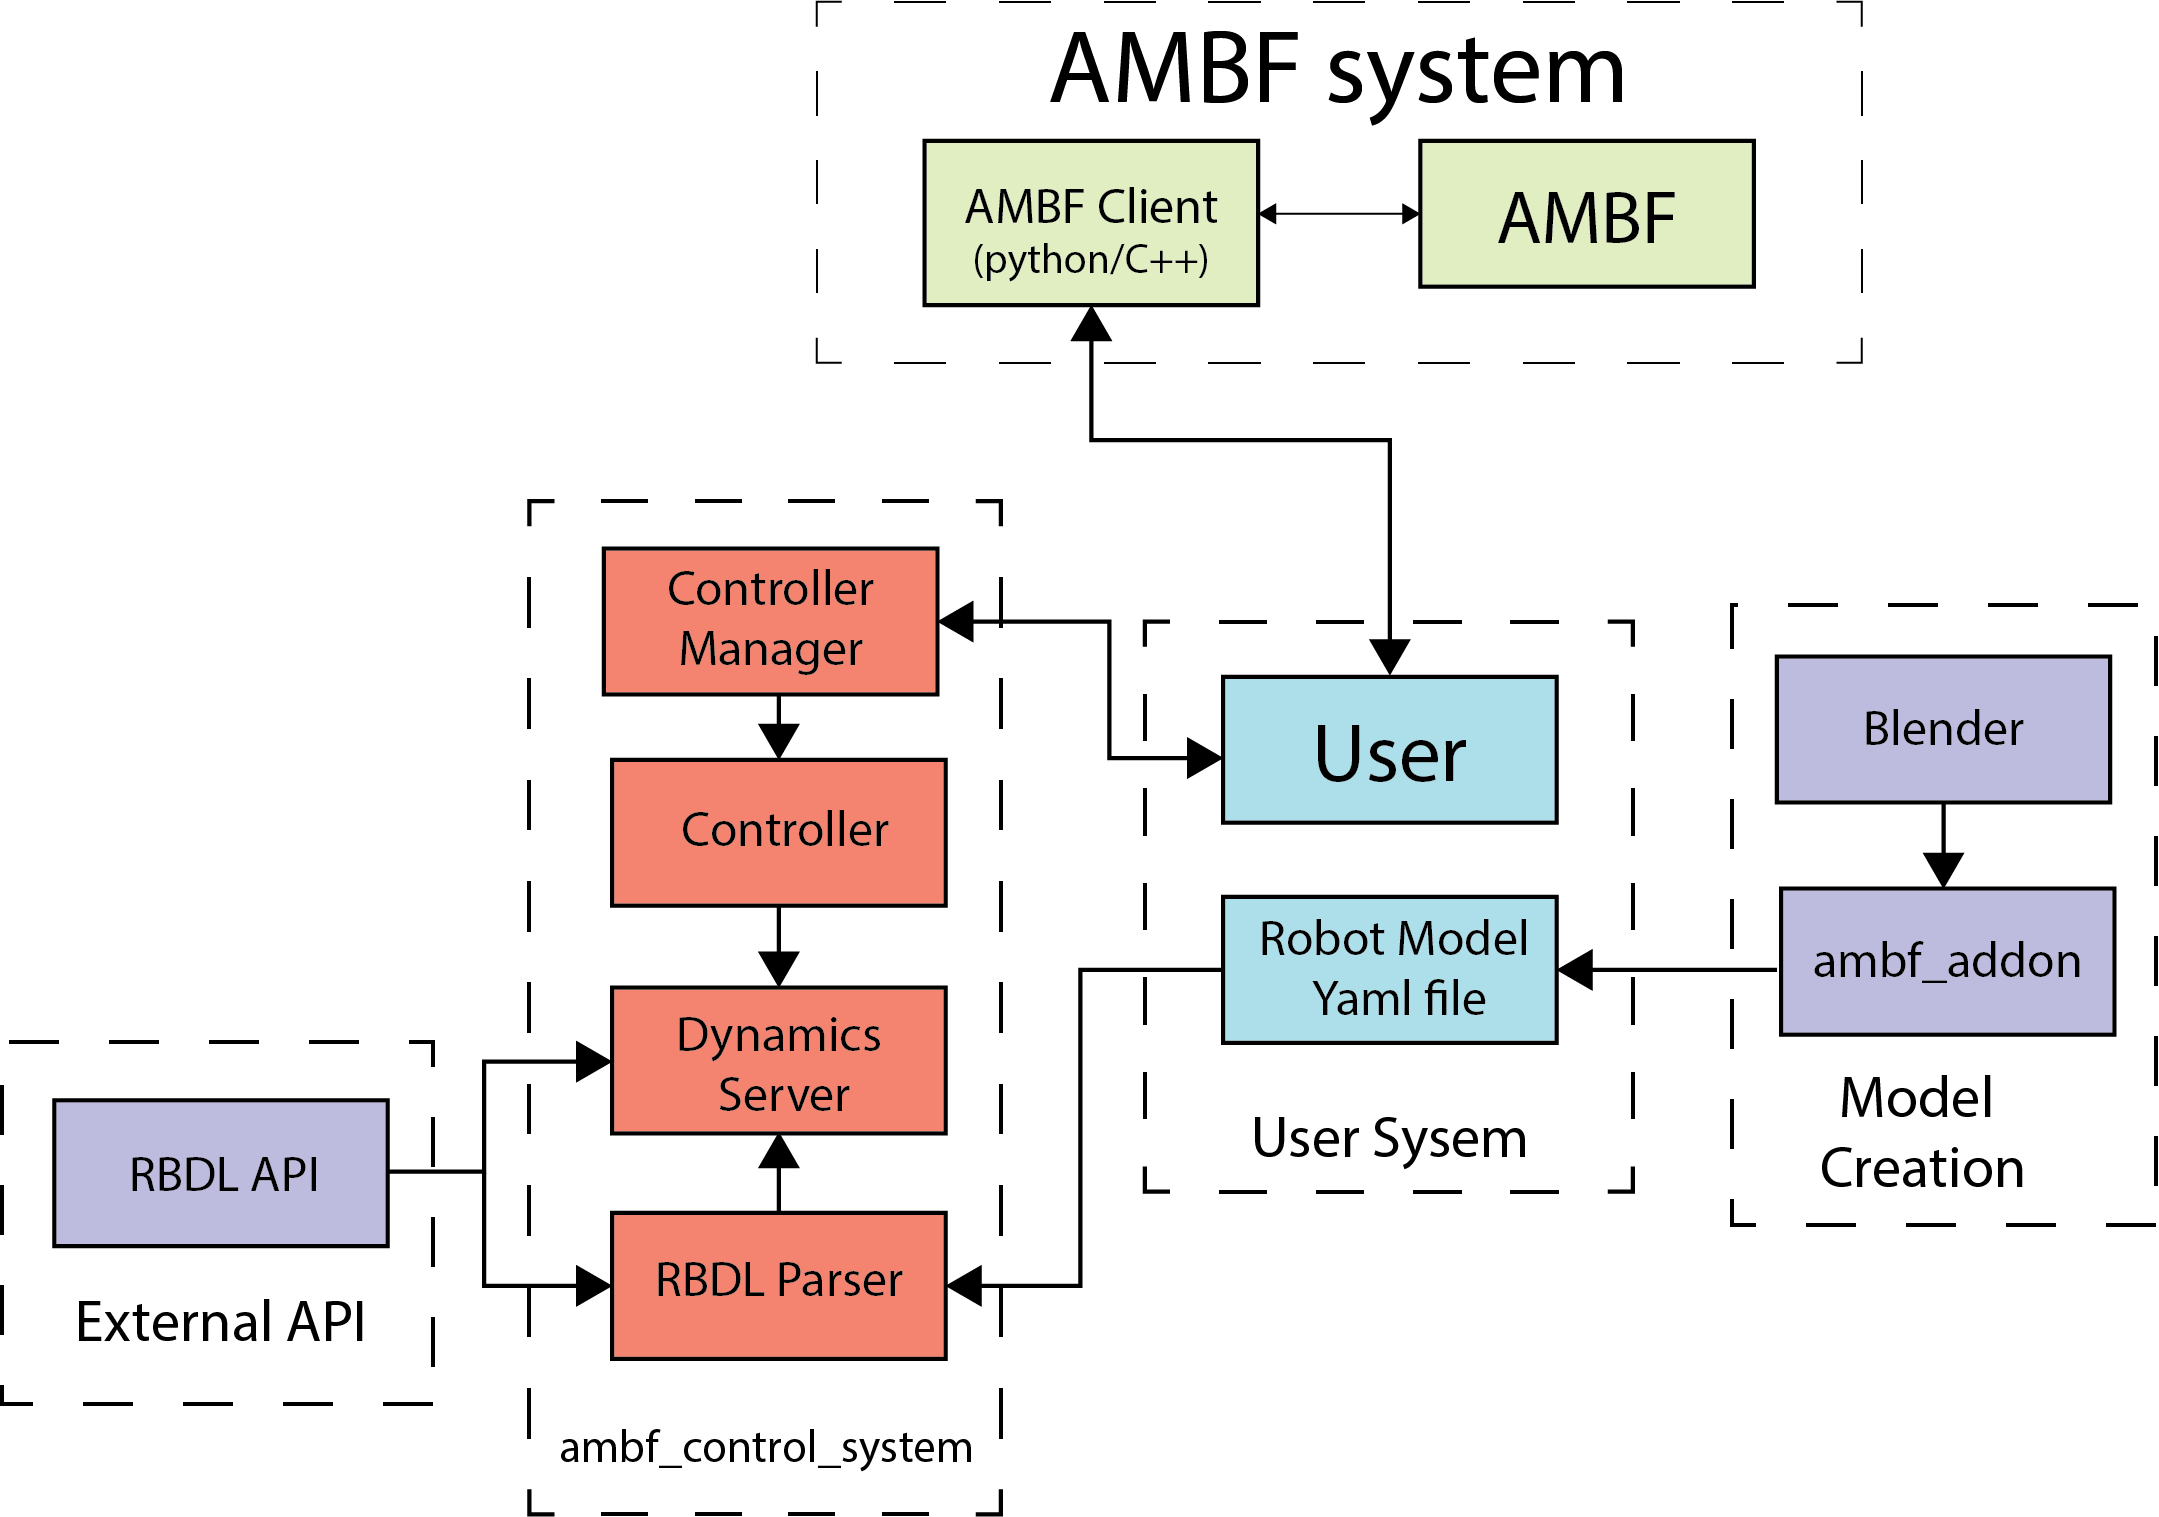 AMBF system
AMBF Client
(python/C++)
AMBF
Controller
Manager
Controller
Dynamics
Server
RBDL Parser
ambf_control_system
RBDL API
External API
User
Robot Model
Yaml file
User Sysem
Blender
ambf_addon
Model
Creation